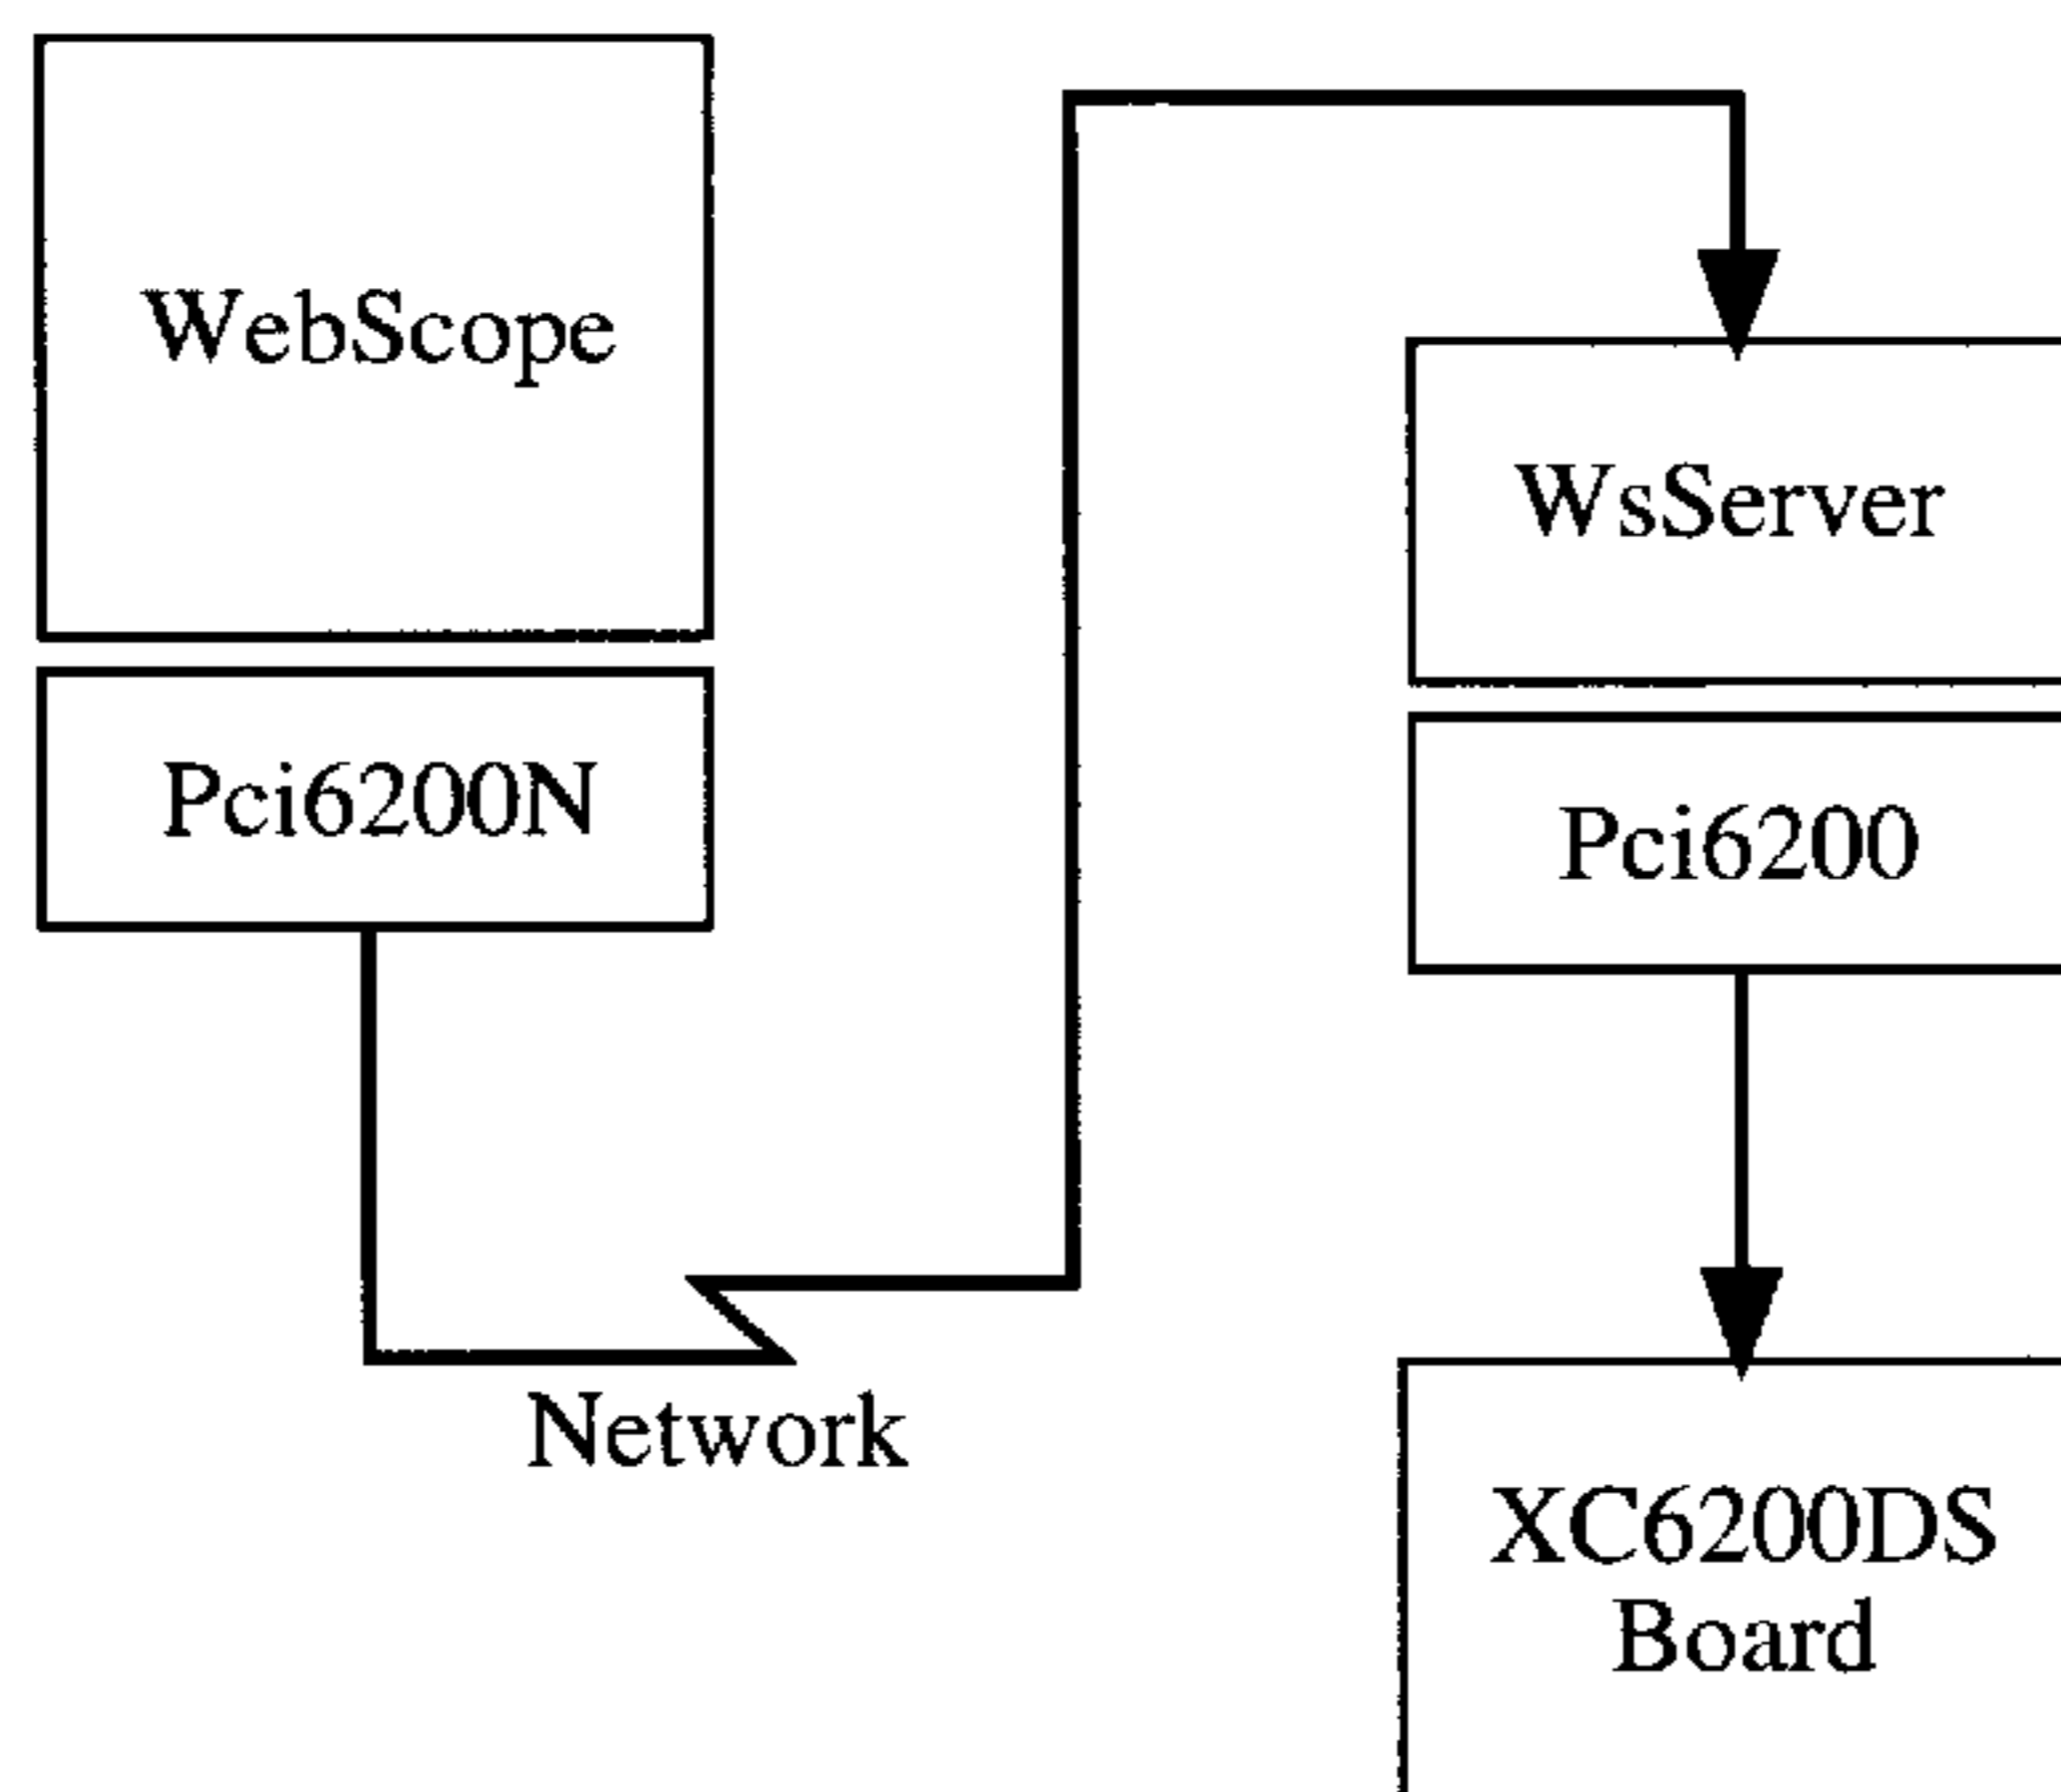 WebScope
Pci6200N
Network
WsServer
Pci6200
XC6200DS
Board